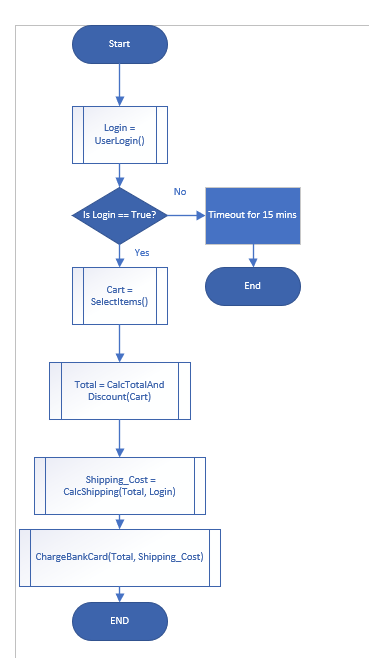 Start
Login =
UserLogin()
Is Login == True?
No
Timeout for 15 mins
Yes
End
Cart =
SelectItems()
Total = CalcTotalAnd
Discount(Cart)
Shipping_Cost =
CalcShipping(Total, Login)
ChargeBankCard(Total, Shipping_Cost)
END